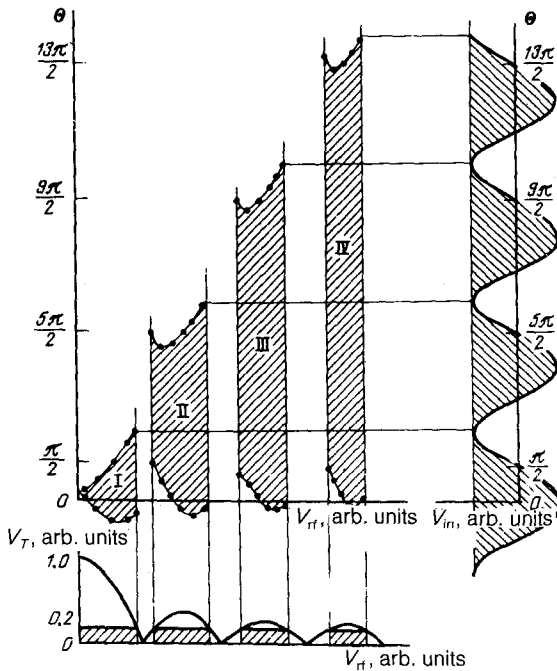 Θ
Θ
13π/2
13π/2
9π/2
9π/2
IV
5π/2
5π/2
III
II
π/2
π/2
I
0
0
V_rf, arb. units
V_in, arb. units
V_T, arb. units
1.0
0.2
0
V_rf, arb. units